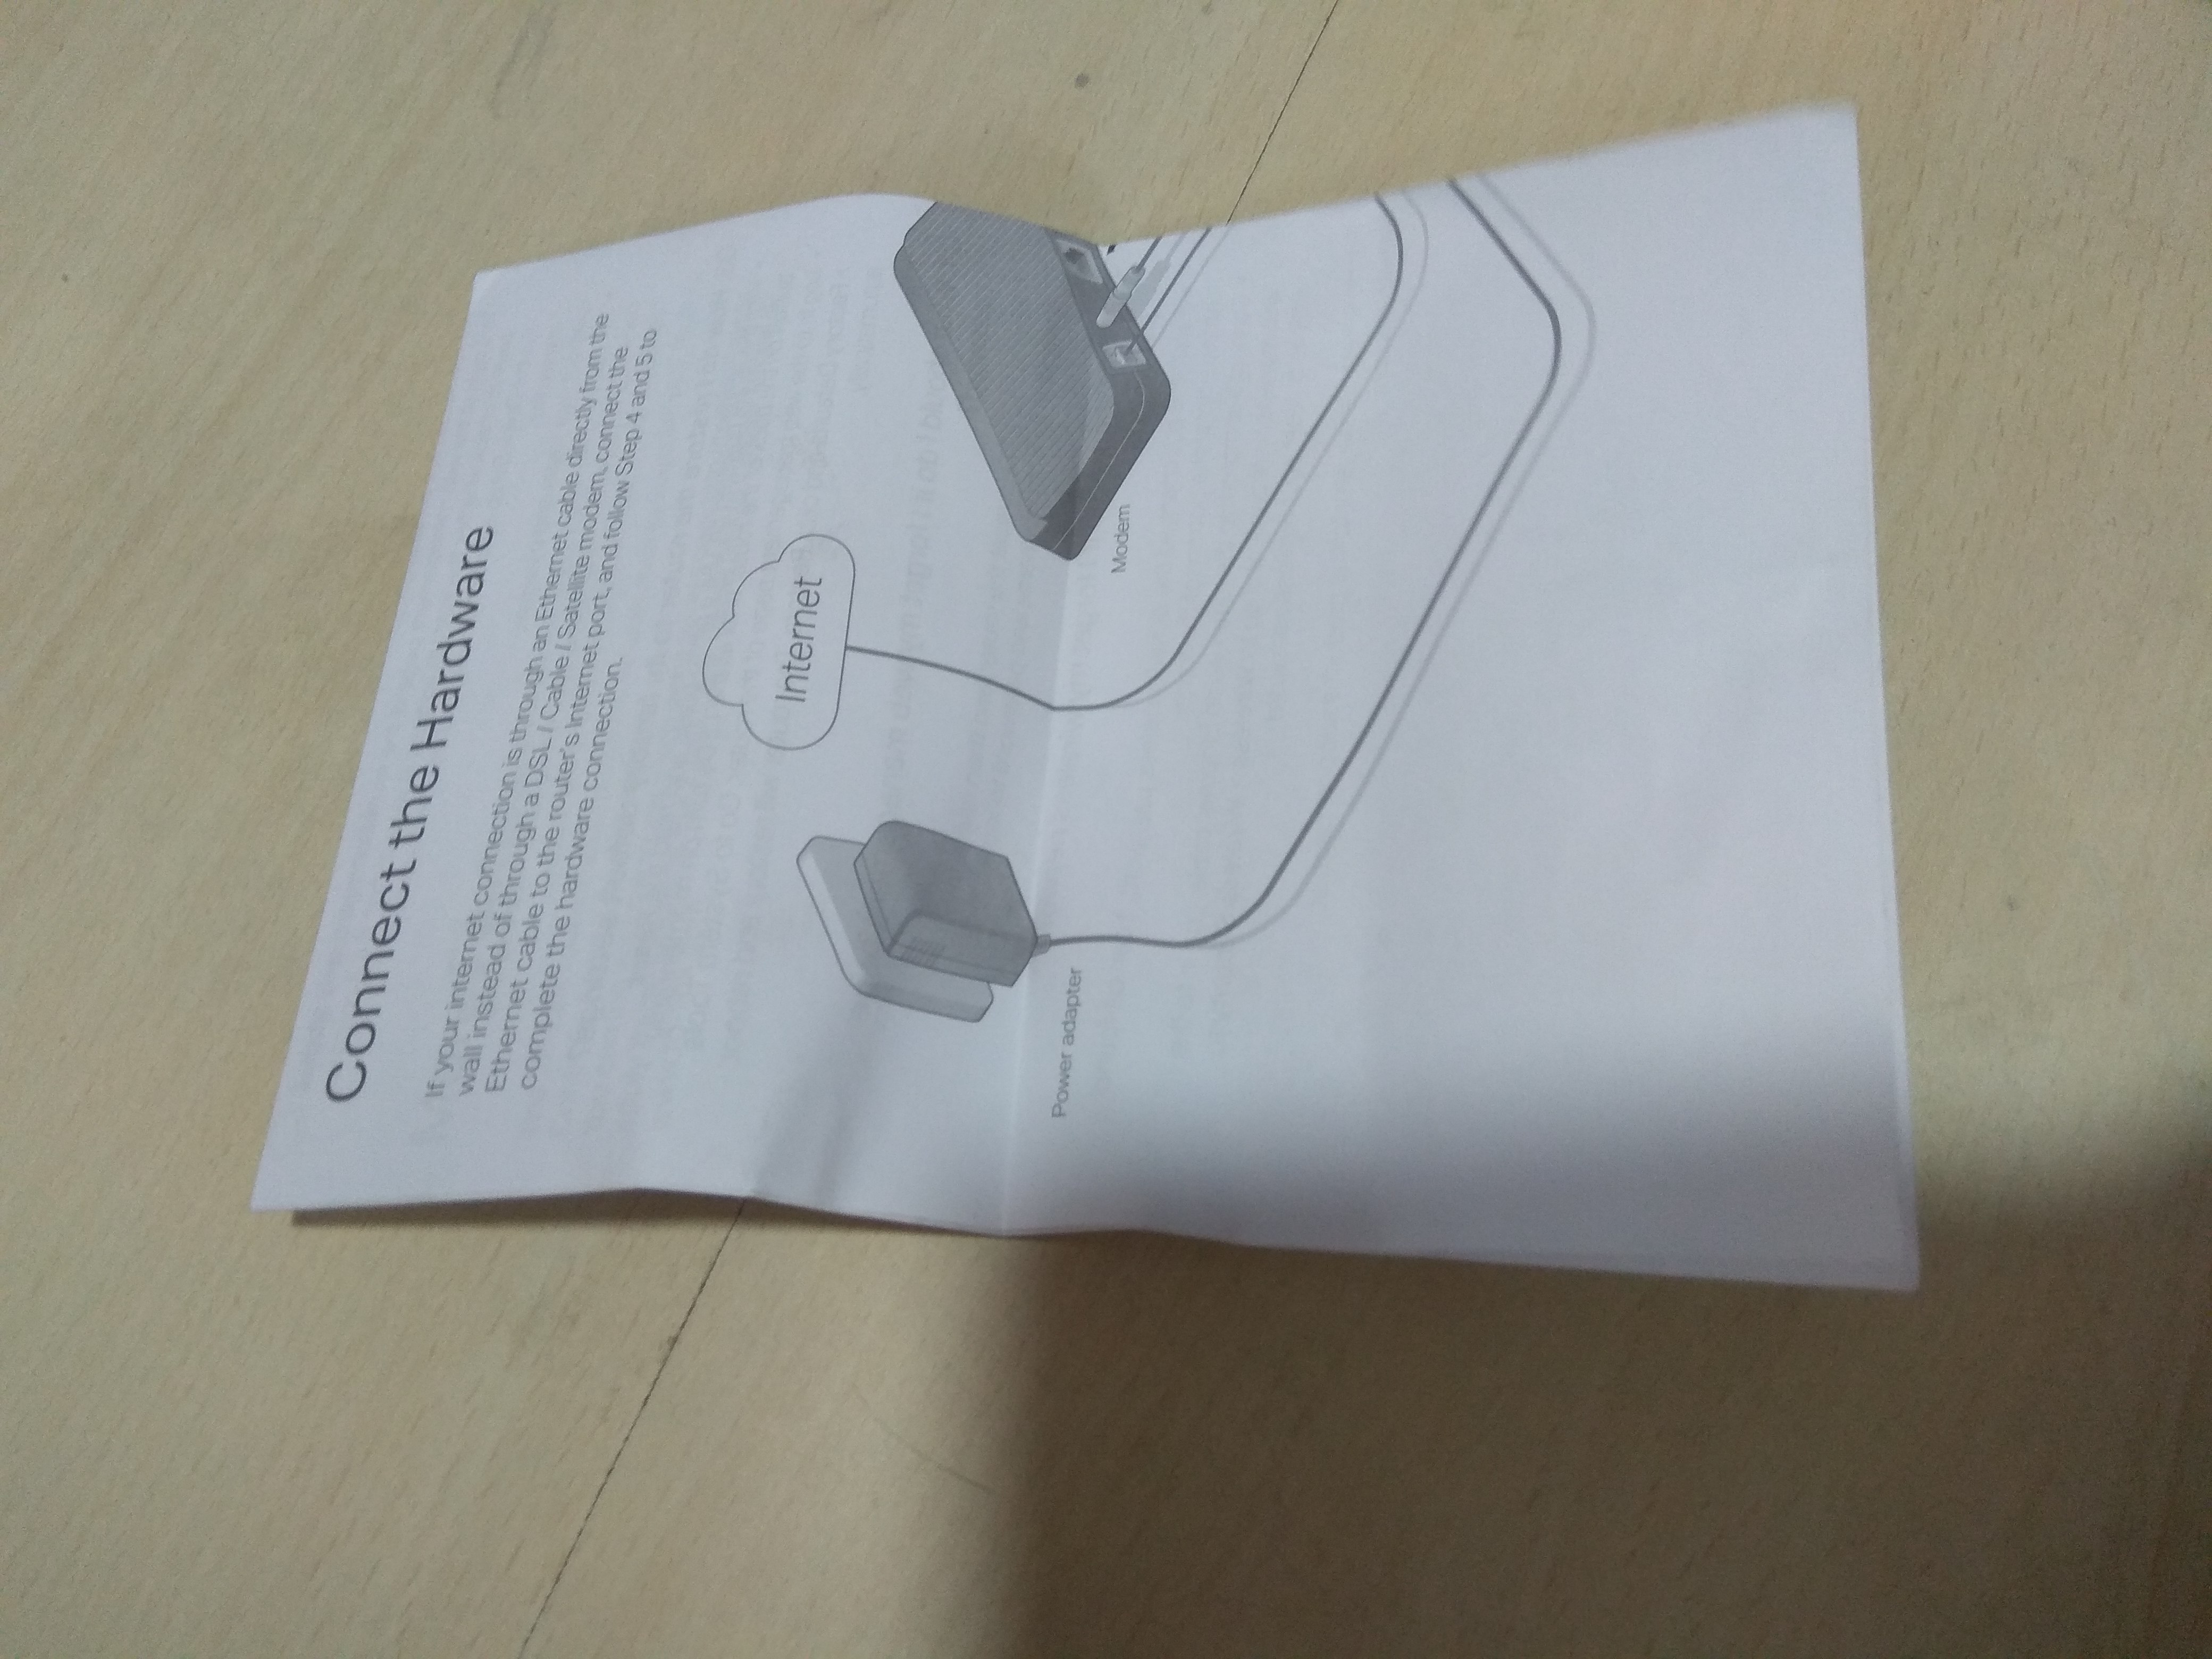 Connect the Hardware
If your internet connection is through an Ethernet cable directly from the
wall instead of through a DSL / Cable / Satellite modem, connect the
Ethernet cable to the router's Internet port, and follow Step 4 and 5 to
complete the hardware connection.
Internet
Modem
Power adapter